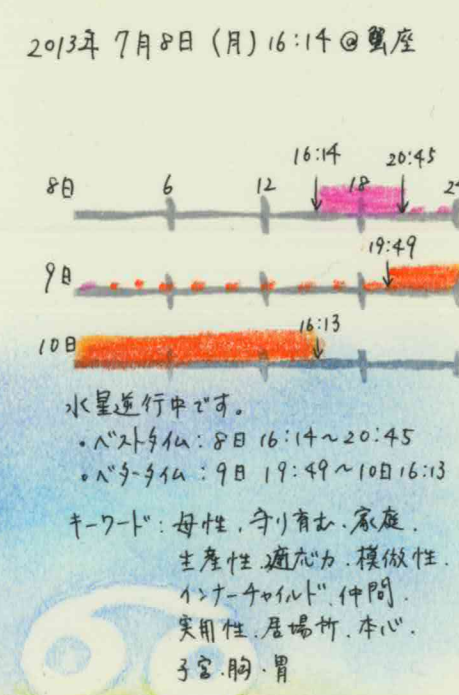 2013年 7月8日 (月) 16:14 @ 蟹座
16:14 20:45
8日 6 12 18 24
19:49
9日
16:13
10日
水星逆行中です。
・ベストタイム：8日 16:14〜20:45
・ベタータイム：9日 19:49〜10日16:13
キーワード：母性、守り育む、家庭、
生産性、適応力、模倣性、
インナーチャイルド、仲間、
実用性、居場所、本心、
子宮、胸、胃